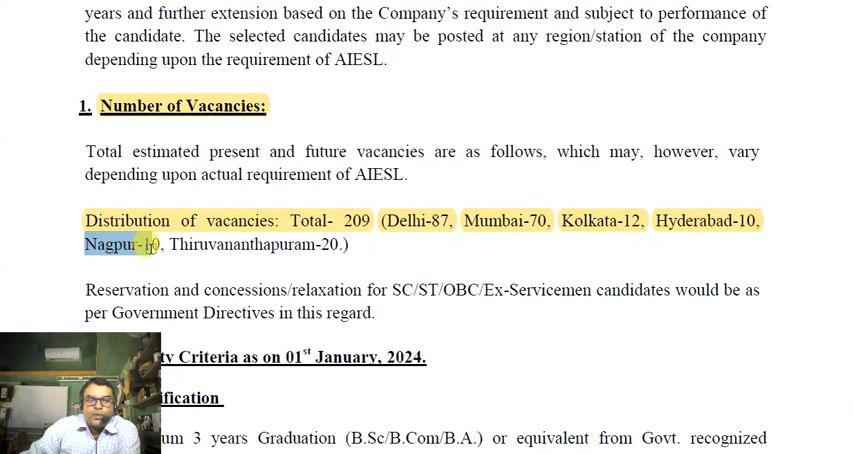 years and further extension based on the Company's requirement and subject to performance of
the candidate. The selected candidates may be posted at any region/station of the company
depending upon the requirement of AIESL.
1. Number of Vacancies:
Total estimated present and future vacancies are as follows, which may, however, vary
depending upon actual requirement of AIESL.
Distribution of vacancies: Total- 209 (Delhi-87, Mumbai-70, Kolkata-12, Hyderabad-10,
Nagpur-10, Thiruvananthapuram-20.)
Reservation and concessions/relaxation for SC/ST/OBC/Ex-Servicemen candidates would be as
per Government Directives in this regard.
ty Criteria as on 01st January, 2024.
ification
um 3 years Graduation (B.Sc/B.Com/B.A.) or equivalent from Govt. recognized